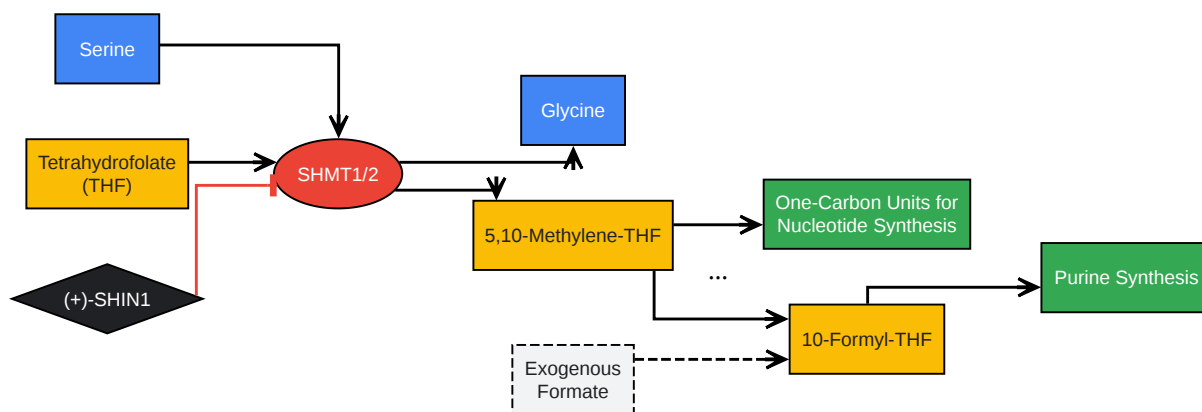 Serine
Glycine
Tetrahydrofolate
(THF)
SHMT1/2
One-Carbon Units for
Nucleotide Synthesis
5,10-Methylene-THF
...
Purine Synthesis
(+)-SHIN1
10-Formyl-THF
Exogenous
Formate